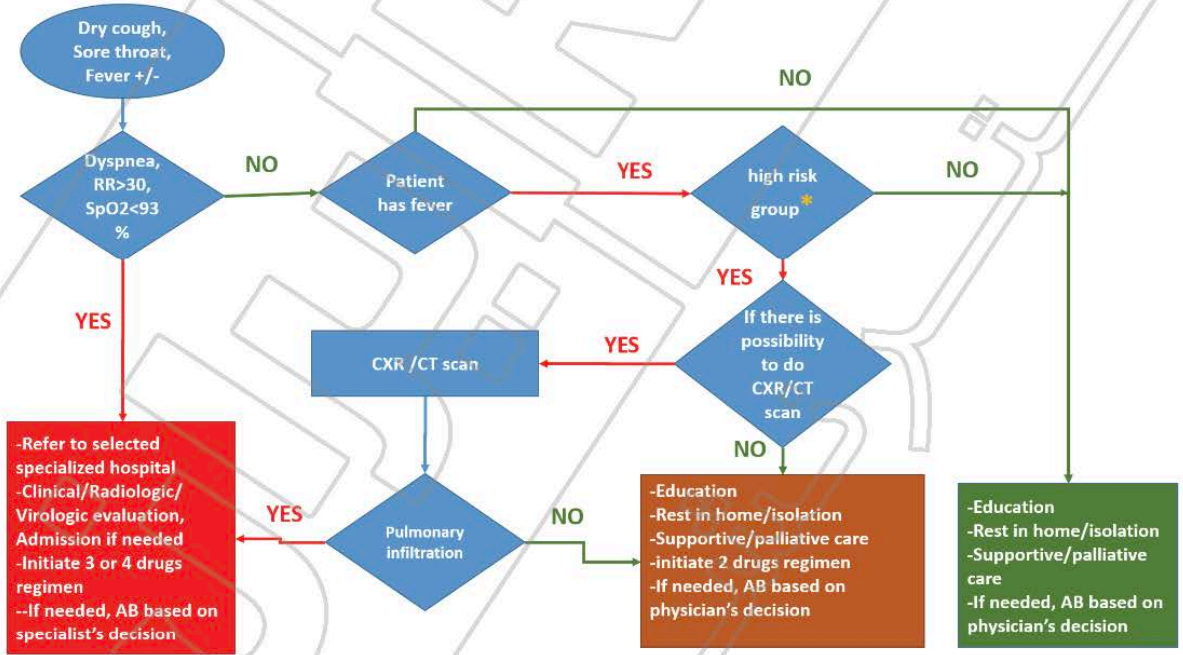 Dry cough,
Sore throat,
Fever +/-
Dyspnea,
RR>30,
SpO2<93
%
NO
Patient
has fever
NO
YES
high risk
group*
NO
YES
YES
If there is
possibility
to do
CXR/CT
scan
YES
CXR /CT scan
NO
Pulmonary
infiltration
YES
NO
-Refer to selected
specialized hospital
-Clinical/Radiologic/
Virologic evaluation,
Admission if needed
-Initiate 3 or 4 drugs
regimen
--If needed, AB based on
specialist's decision
-Education
-Rest in home/isolation
-Supportive/palliative care
-initiate 2 drugs regimen
-If needed, AB based on
physician's decision
-Education
-Rest in home/isolation
-Supportive/palliative
care
-If needed, AB based on
physician's decision